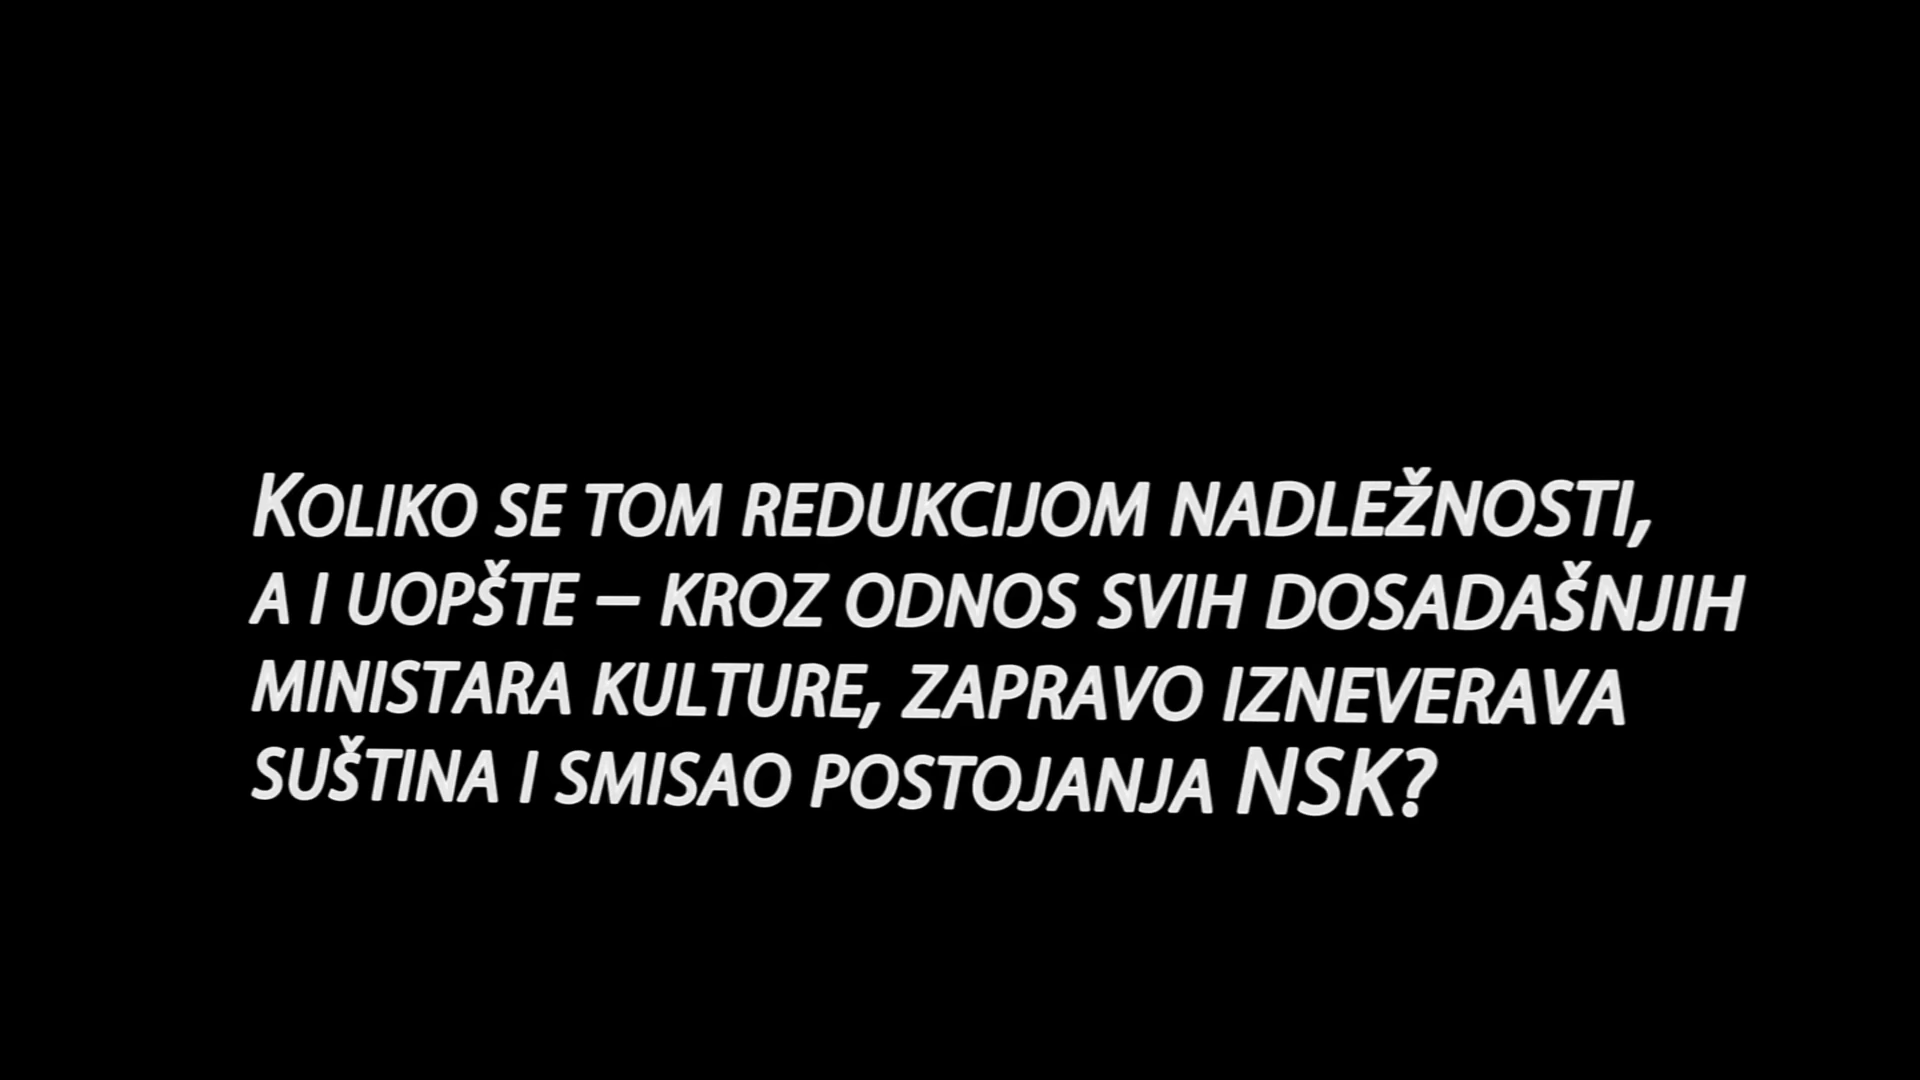 Koliko se tom redukcijom nadležnosti,
a i uopšte – kroz odnos svih dosadašnjih
ministara kulture, zapravo izneverava
suština i smisao postojanja NSK?